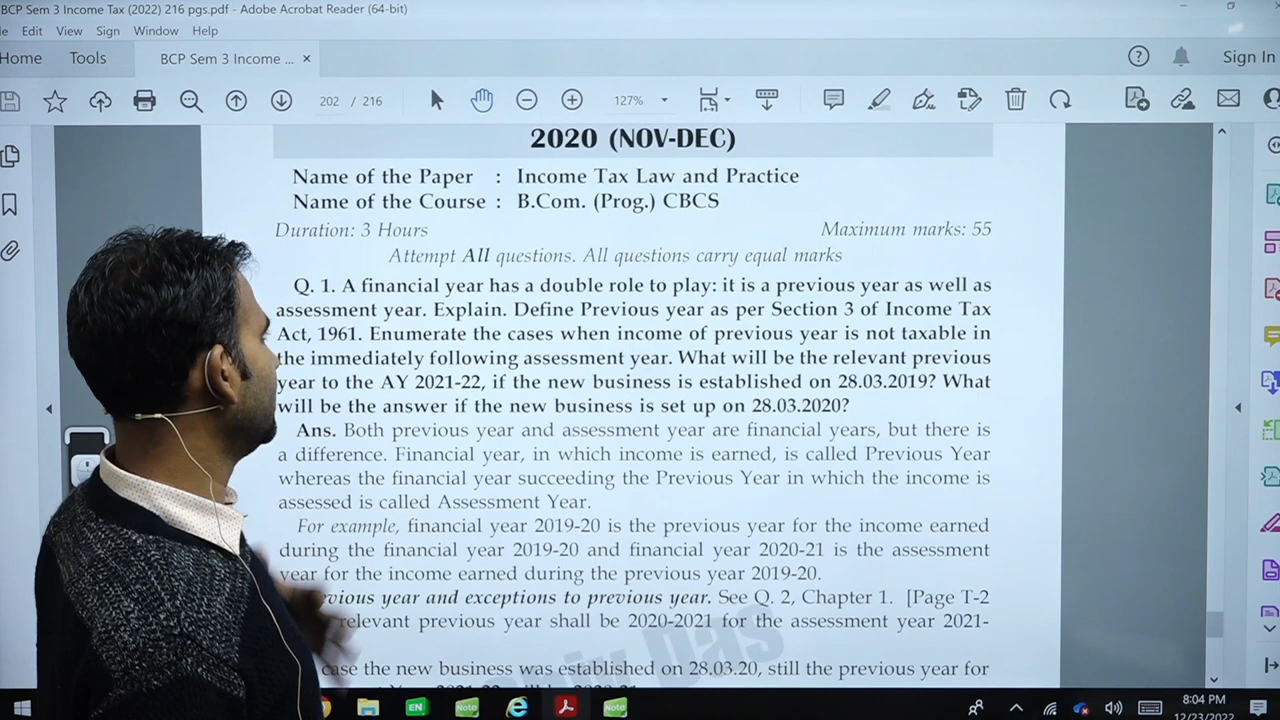 BCP Sem 3 Income Tax (2022) 216 pgs.pdf - Adobe Acrobat Reader (64-bit)
Edit View Sign Window Help
Home Tools BCP Sem 3 Income ... × Sign In
202 / 216 127%
2020 (NOV-DEC)
Name of the Paper : Income Tax Law and Practice
Name of the Course : B.Com. (Prog.) CBCS
Duration: 3 Hours Maximum marks: 55
Attempt All questions. All questions carry equal marks
Q. 1. A financial year has a double role to play: it is a previous year as well as
assessment year. Explain. Define Previous year as per Section 3 of Income Tax
Act, 1961. Enumerate the cases when income of previous year is not taxable in
the immediately following assessment year. What will be the relevant previous
year to the AY 2021-22, if the new business is established on 28.03.2019? What
will be the answer if the new business is set up on 28.03.2020?
Ans. Both previous year and assessment year are financial years, but there is
a difference. Financial year, in which income is earned, is called Previous Year
whereas the financial year succeeding the Previous Year in which the income is
assessed is called Assessment Year.
For example, financial year 2019-20 is the previous year for the income earned
during the financial year 2019-20 and financial year 2020-21 is the assessment
year for the income earned during the previous year 2019-20.
year and exceptions to previous year. See Q. 2, Chapter 1. [Page T-2
relevant previous year shall be 2020-2021 for the assessment year 2021-
Das
case the new business was established on 28.03.20, still the previous year for
EN Note Note 8:04 PM
12/23/2022